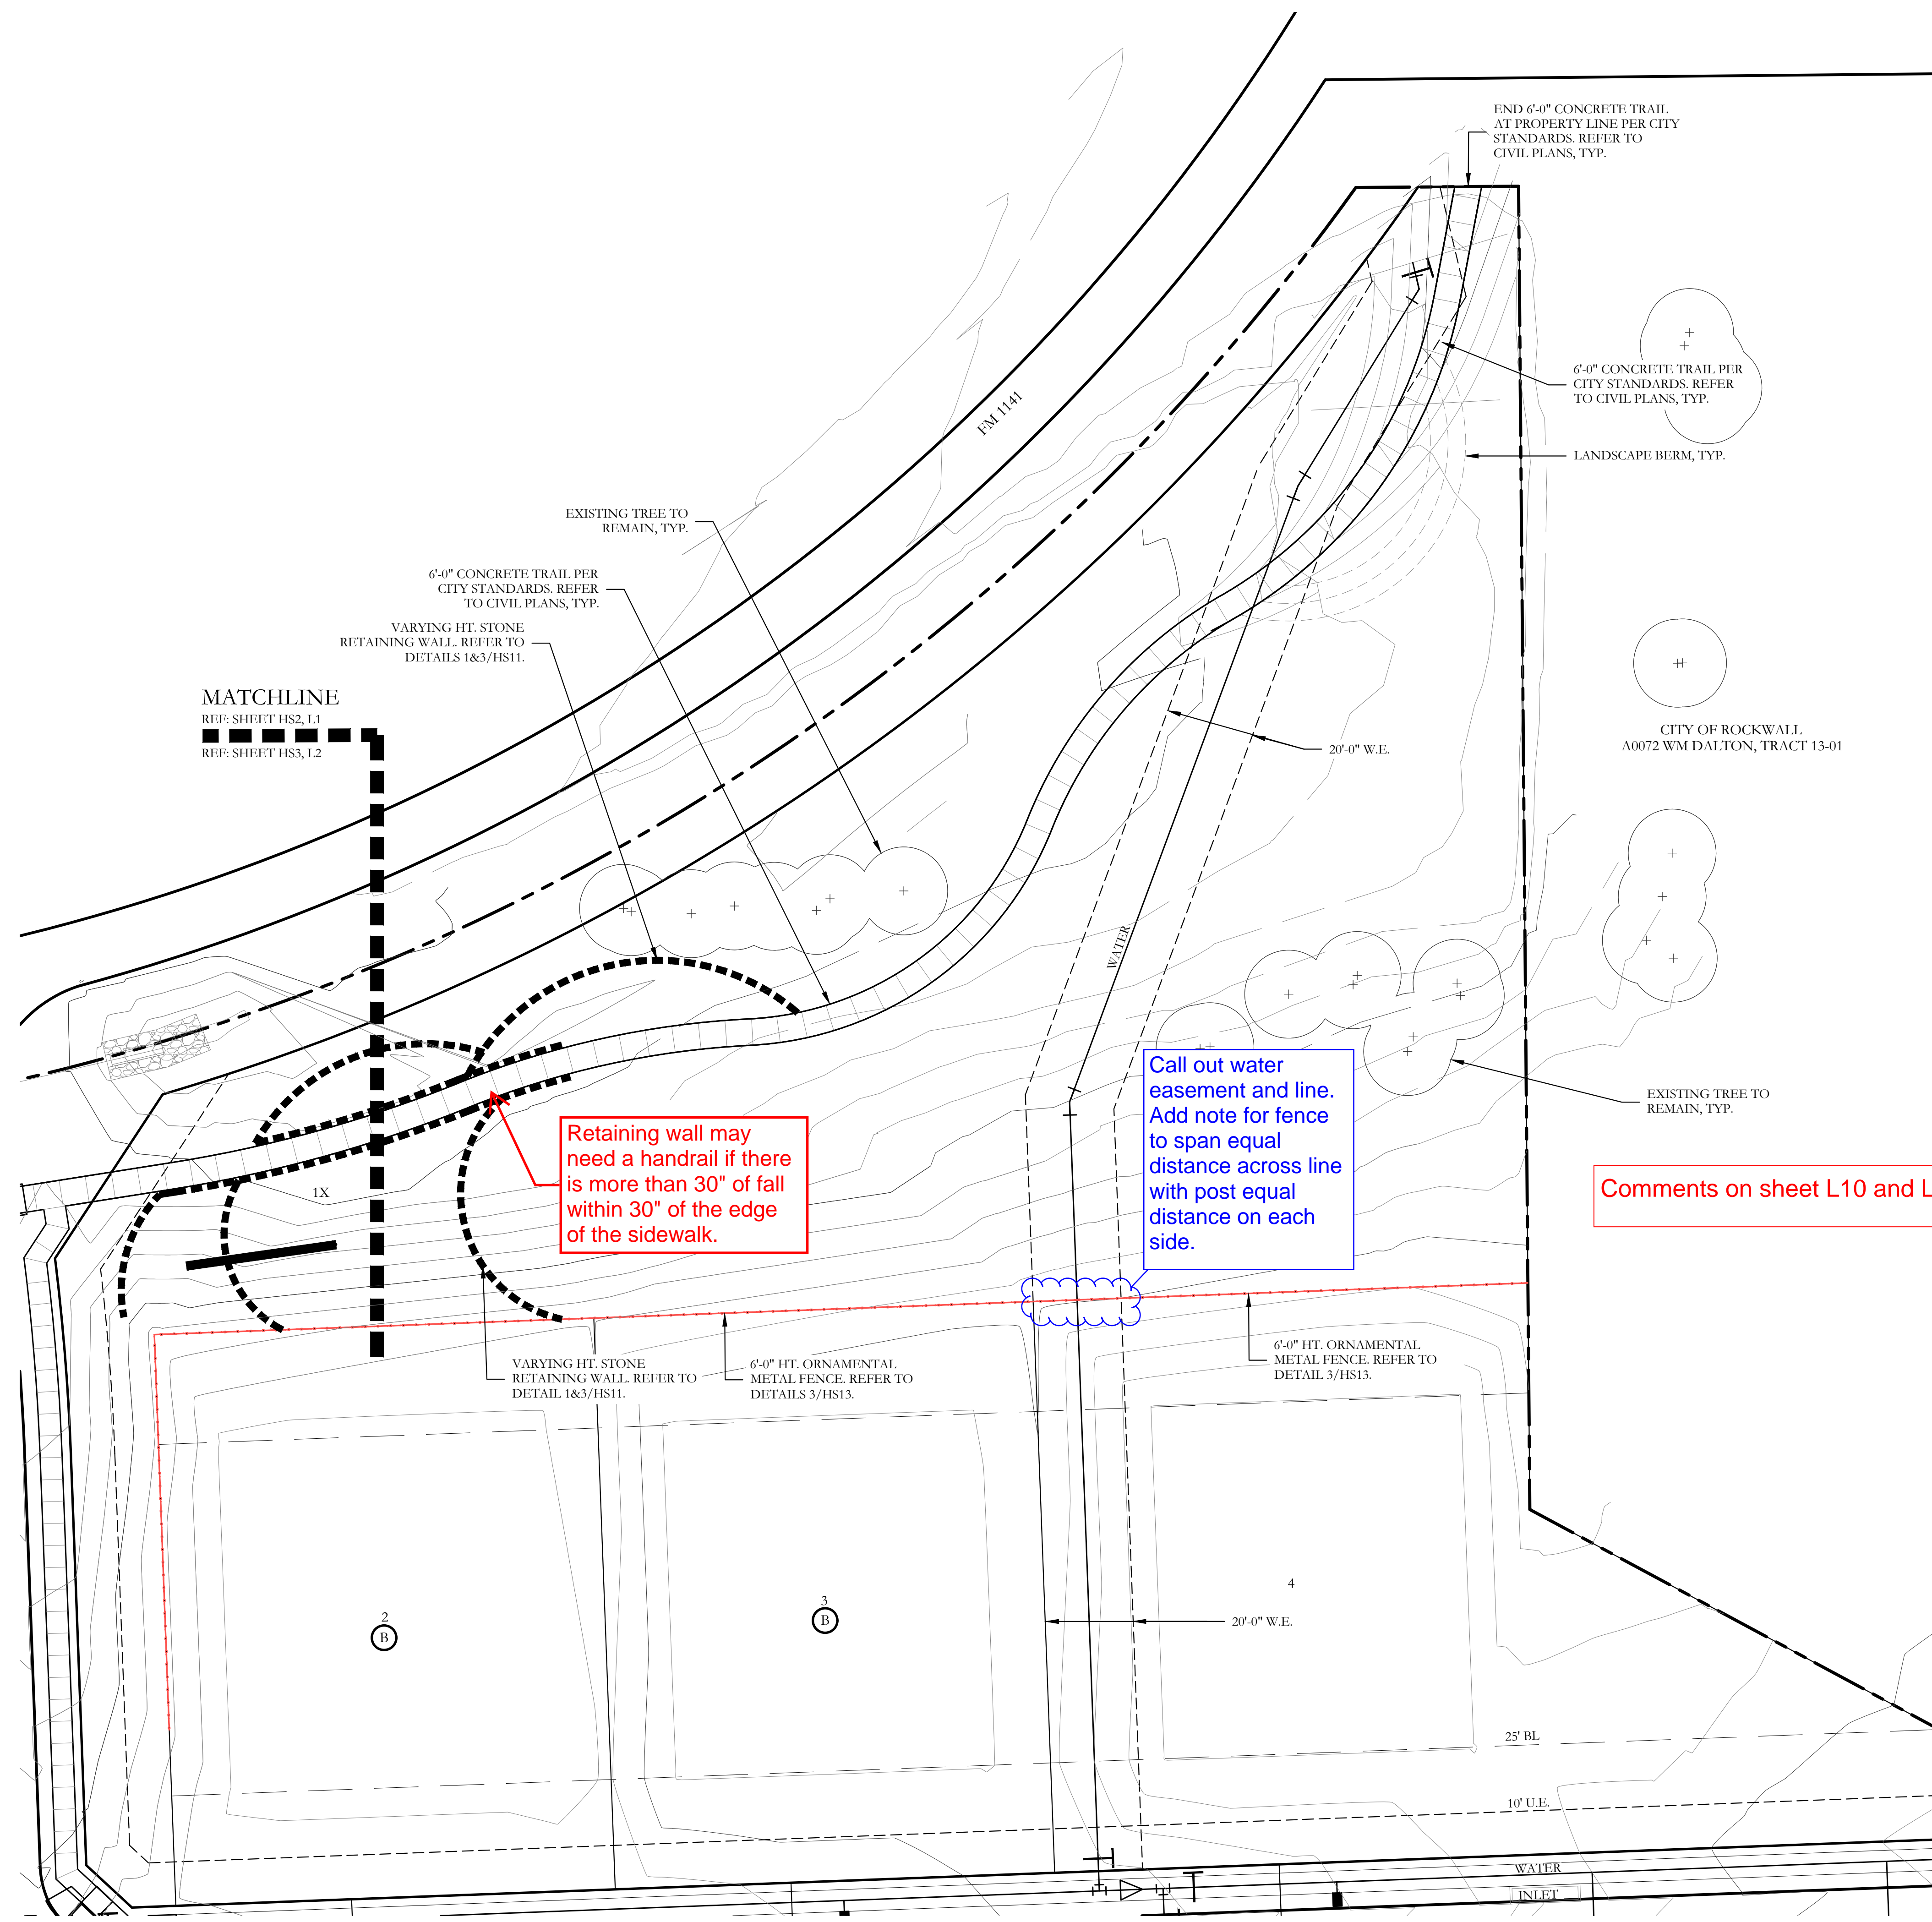 END 6'-0" CONCRETE TRAIL
AT PROPERTY LINE PER CITY
STANDARDS. REFER TO
CIVIL PLANS, TYP.
FM 1141
6'-0" CONCRETE TRAIL PER
CITY STANDARDS. REFER
TO CIVIL PLANS, TYP.
LANDSCAPE BERM, TYP.
EXISTING TREE TO
REMAIN, TYP.
6'-0" CONCRETE TRAIL PER
CITY STANDARDS. REFER
TO CIVIL PLANS, TYP.
VARYING HT. STONE
RETAINING WALL. REFER TO
DETAILS 1&3/HS11.
MATCHLINE
REF: SHEET HS2, L1
REF: SHEET HS3, L2
20'-0" W.E.
CITY OF ROCKWALL
A0072 WM DALTON, TRACT 13-01
WATER
Call out water
easement and line.
Add note for fence
to span equal
distance across line
with post equal
distance on each
side.
EXISTING TREE TO
REMAIN, TYP.
Retaining wall may
need a handrail if there
is more than 30" of fall
within 30" of the edge
of the sidewalk.
1X
Comments on sheet L10 and L
VARYING HT. STONE
RETAINING WALL. REFER TO
DETAIL 1&3/HS11.
6'-0" HT. ORNAMENTAL
METAL FENCE. REFER TO
DETAILS 3/HS13.
6'-0" HT. ORNAMENTAL
METAL FENCE. REFER TO
DETAIL 3/HS13.
2
B
3
B
4
20'-0" W.E.
25' BL
10' U.E.
WATER
INLET